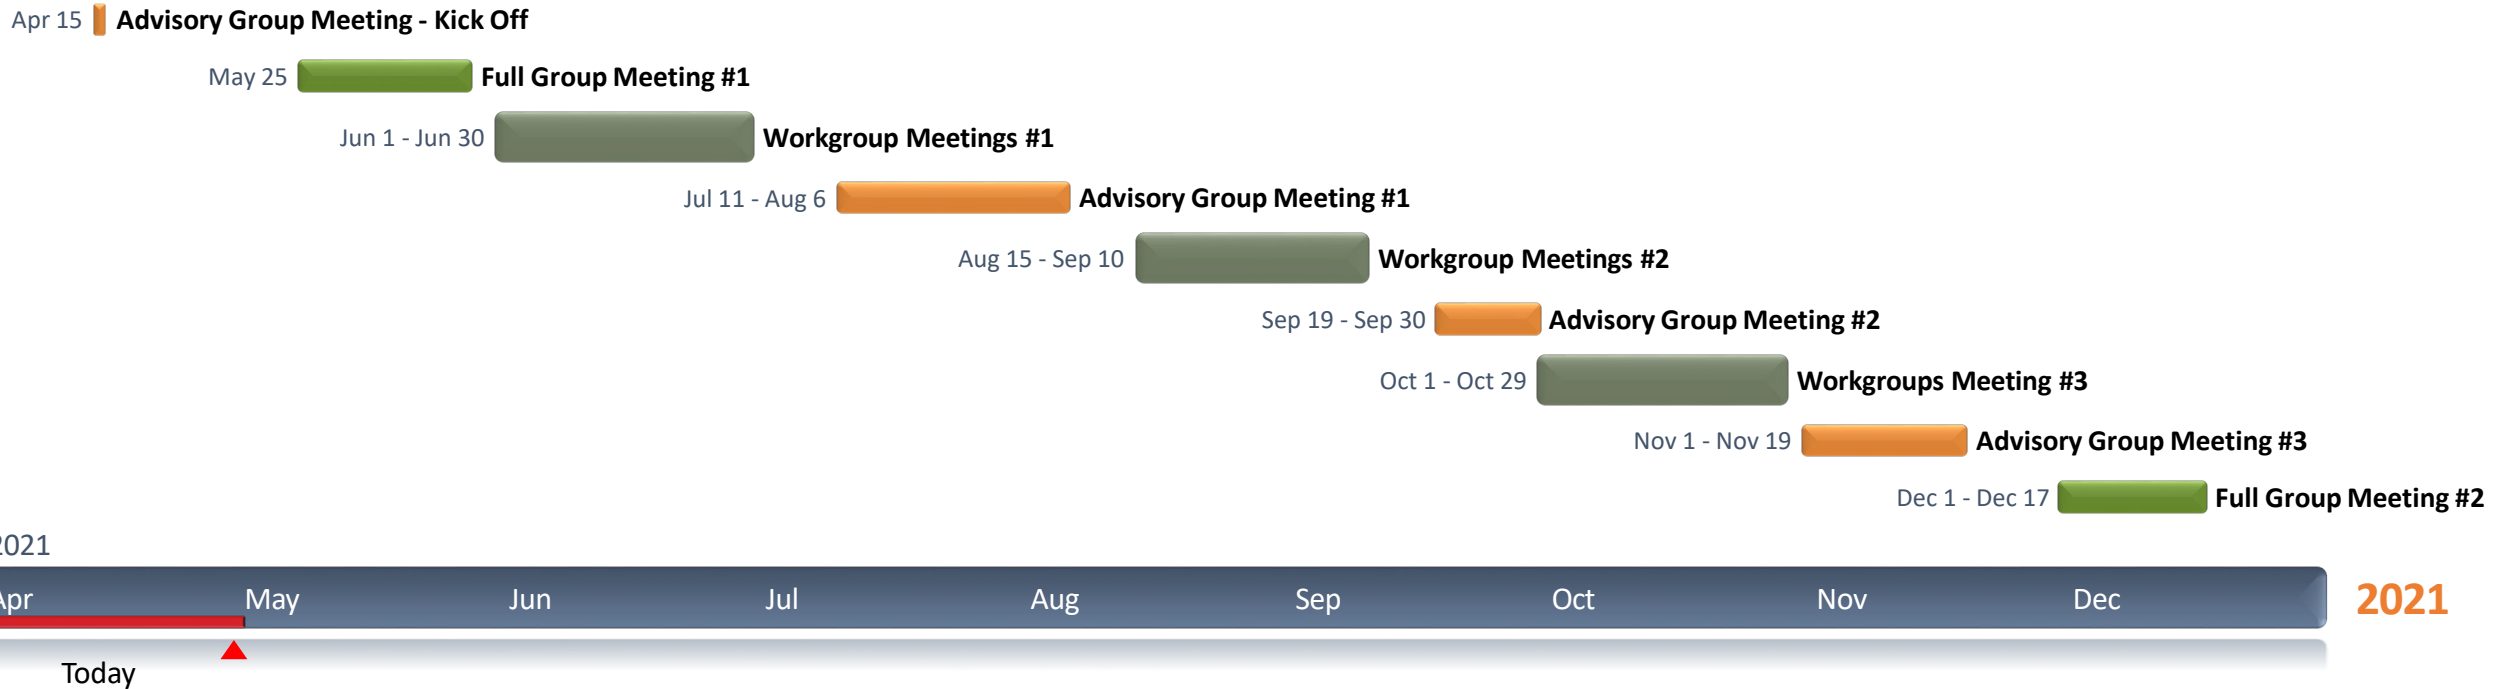 Apr 15 Advisory Group Meeting - Kick Off
May 25 Full Group Meeting #1
Jun 1 - Jun 30 Workgroup Meetings #1
Jul 11 - Aug 6 Advisory Group Meeting #1
Aug 15 - Sep 10 Workgroup Meetings #2
Sep 19 - Sep 30 Advisory Group Meeting #2
Oct 1 - Oct 29 Workgroups Meeting #3
Nov 1 - Nov 19 Advisory Group Meeting #3
Dec 1 - Dec 17 Full Group Meeting #2
2021
Apr May Jun Jul Aug Sep Oct Nov Dec 2021
Today